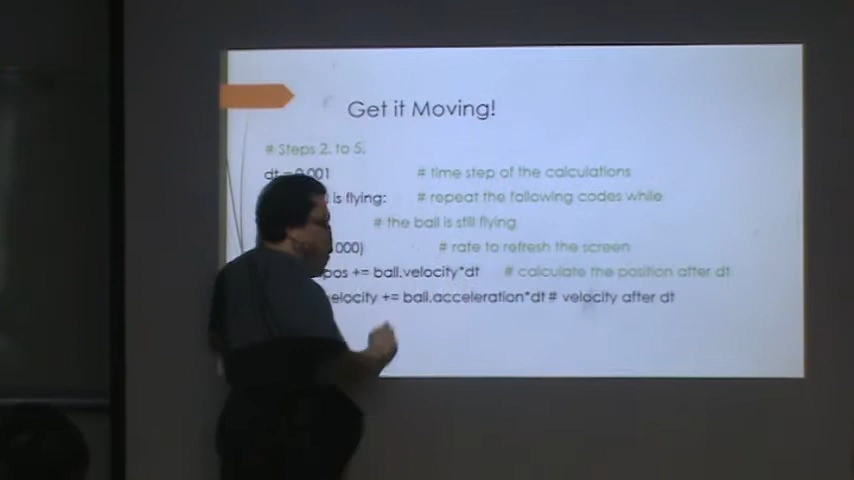 Get it Moving!
# Steps 2. to 5.
dt = 0.001 # time step of the calculations
is flying: # repeat the following codes while
# the ball is still flying
000) # rate to refresh the screen
pos += ball.velocity*dt # calculate the position after dt
elocity += ball.acceleration*dt # velocity after dt